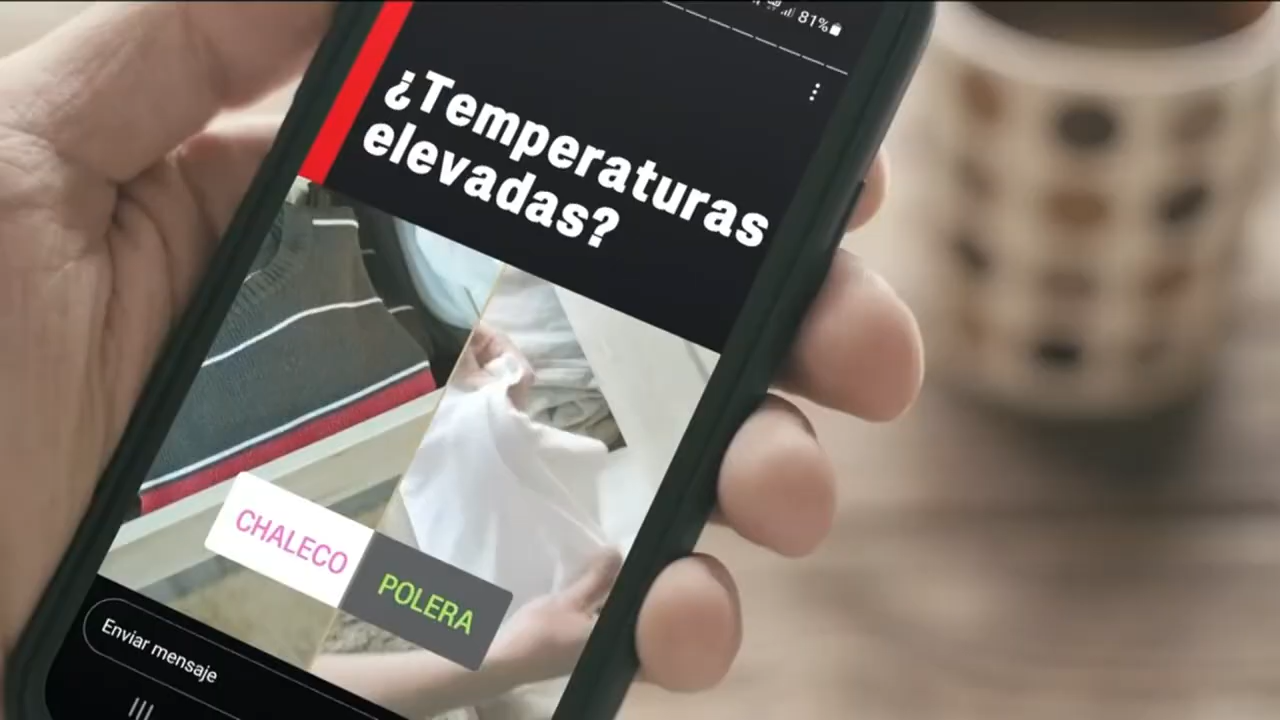 81%
¿Temperaturas
elevadas?
CHALECO
POLERA
Enviar mensaje